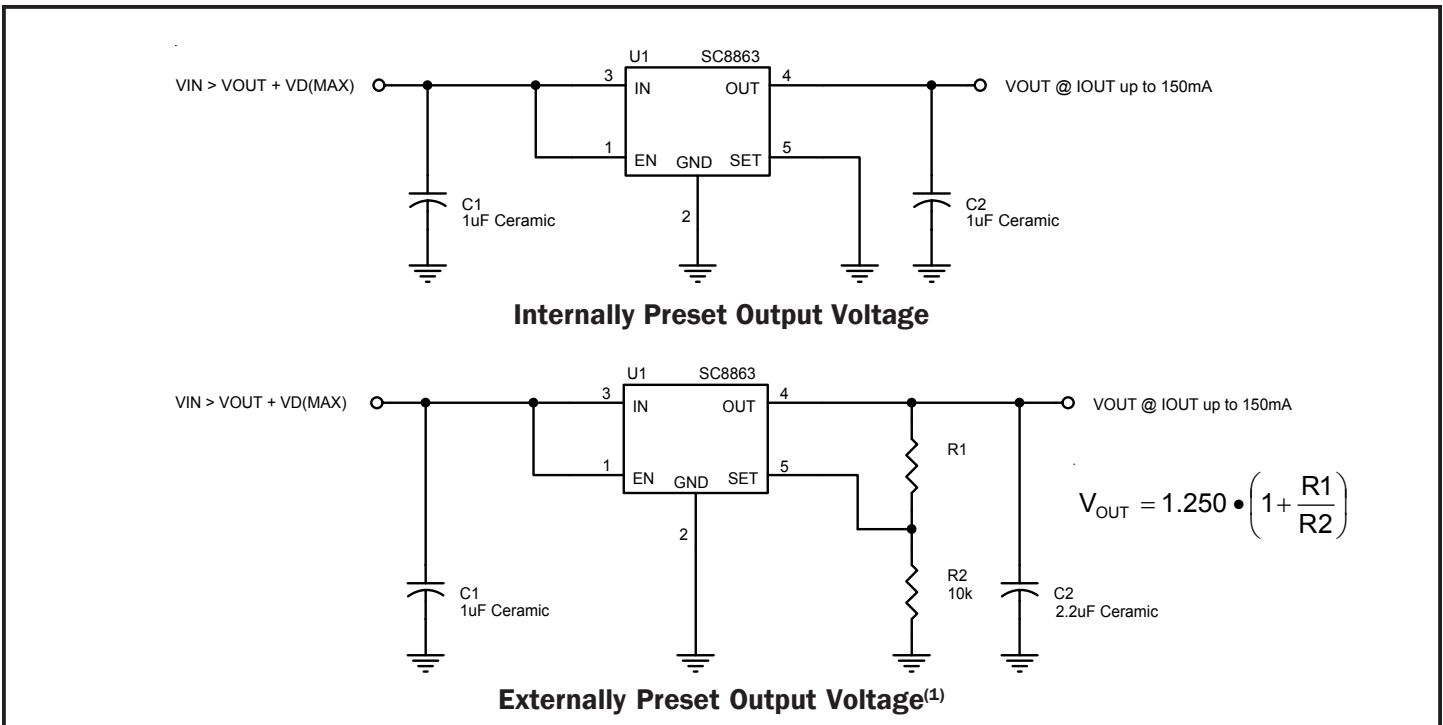 U1 SC8863
VIN > VOUT + VD(MAX) 3 IN OUT 4 VOUT @ IOUT up to 150mA
1 EN GND SET 5
C1
1uF Ceramic
2
C2
1uF Ceramic
Internally Preset Output Voltage
U1 SC8863
VIN > VOUT + VD(MAX) 3 IN OUT 4 VOUT @ IOUT up to 150mA
R1
1 EN GND SET 5
V_OUT = 1.250 • (1 + R1/R2)
2
C1
1uF Ceramic
R2
10k
C2
2.2uF Ceramic
Externally Preset Output Voltage(1)